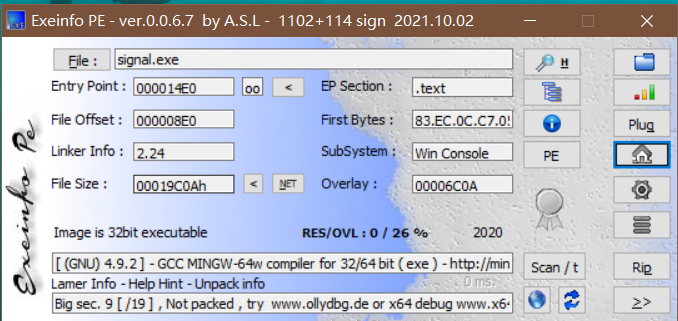 Exeinfo PE - ver.0.0.6.7 by A.S.L - 1102+114 sign 2021.10.02
File : signal.exe H
Entry Point : 000014E0 oo < EP Section : .text
File Offset : 000008E0 First Bytes : 83.EC.0C.C7.0 Plug
Linker Info : 2.24 SubSystem : Win Console PE
File Size : 00019C0Ah < NET Overlay : 00006C0A
Exeinfo Pe
Image is 32bit executable RES/OVL : 0 / 26 % 2020
[ (GNU) 4.9.2 ] - GCC MINGW-64w compiler for 32/64 bit ( exe ) - http://min Scan / t Rip
Lamer Info - Help Hint - Unpack info 0 ms.
Big sec. 9 [ /19 ] , Not packed , try www.ollydbg.de or x64 debug www.x6 >>